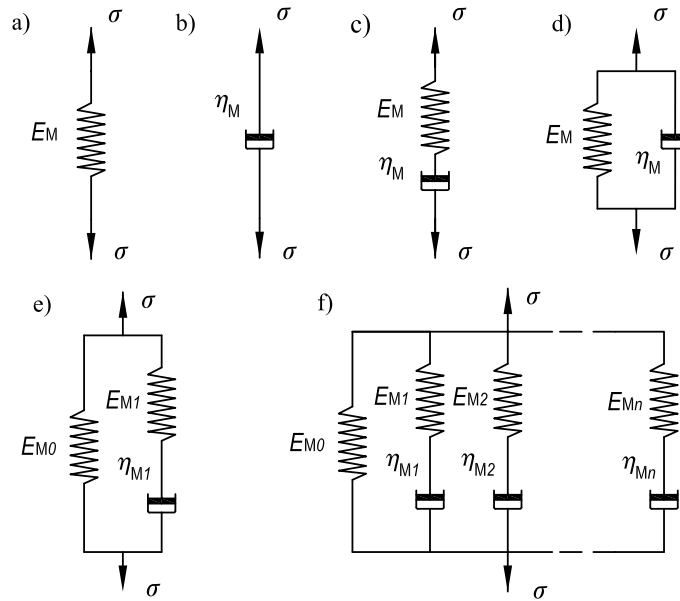 a) σ b) σ c) σ d) σ
E_M η_M E_M E_M η_M
η_M
σ σ σ σ
e) σ f) σ
E_M0 E_M1 E_M0 E_M1 E_M2 E_Mn
η_M1 η_M1 η_M2 η_Mn
σ σ